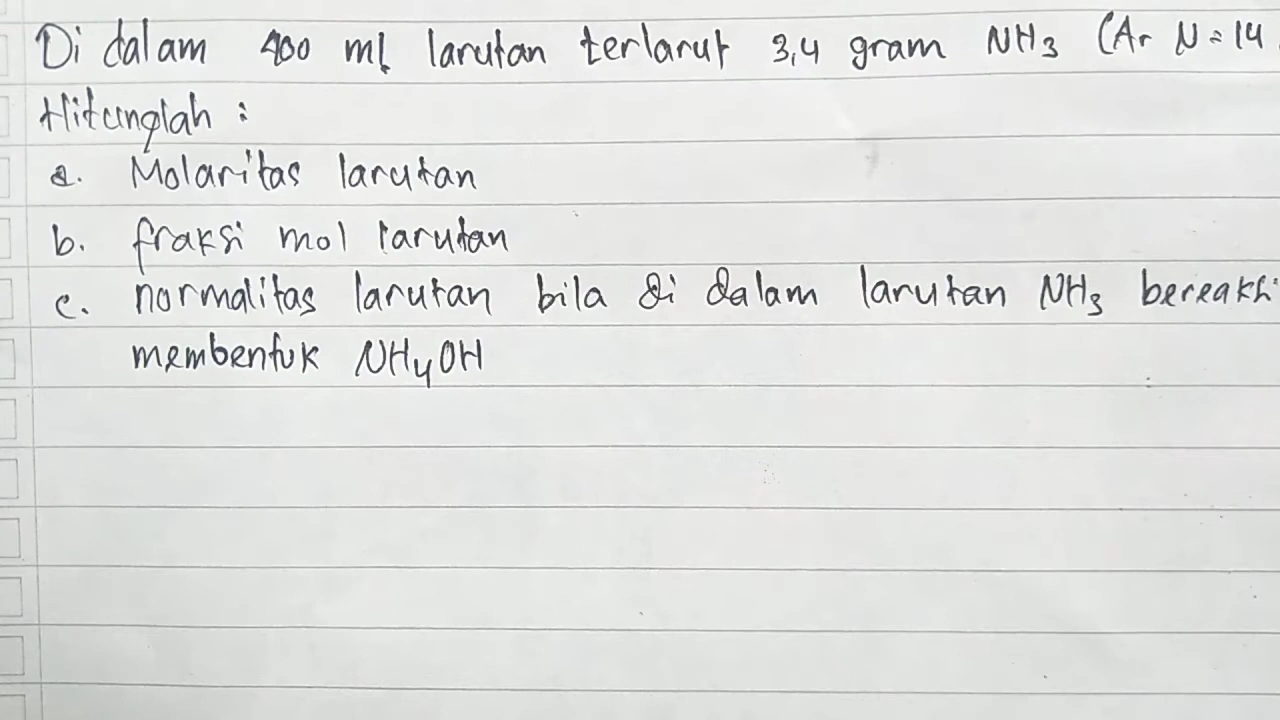 Di dalam 400 ml larutan terlarut 3,4 gram NH3 (Ar N = 14,
Hitunglah :
a. Molaritas larutan
b. fraksi mol larutan
c. normalitas larutan bila di dalam larutan NH3 bereaksi
membentuk NH4OH